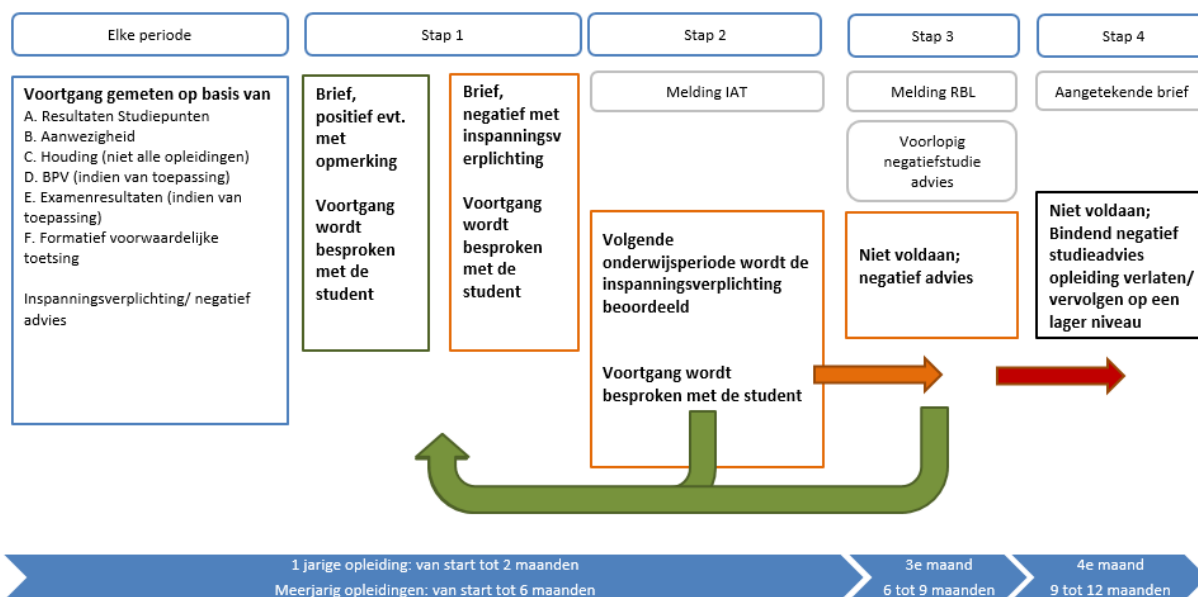 Elke periode
Stap 1
Stap 2
Stap 3
Stap 4
Voortgang gemeten op basis van
A. Resultaten Studiepunten
B. Aanwezigheid
C. Houding (niet alle opleidingen)
D. BPV (indien van toepassing)
E. Examenresultaten (indien van
toepassing)
F. Formatief voorwaardelijke
toetsing
Inspanningsverplichting/ negatief
advies
Brief,
positief evt.
met
opmerking
Voortgang
wordt
besproken
met de
student
Brief,
negatief met
inspanningsv
erplichting
Voortgang
wordt
besproken
met de
student
Melding IAT
Volgende
onderwijsperiode wordt de
inspanningsverplichting
beoordeeld
Voortgang wordt
besproken met de student
Melding RBL
Voorlopig
negatiefstudie
advies
Niet voldaan;
negatief advies
Aangetekende brief
Niet voldaan;
Bindend negatief
studieadvies
opleiding verlaten/
vervolgen op een
lager niveau
1 jarige opleiding: van start tot 2 maanden
Meerjarig opleidingen: van start tot 6 maanden
3e maand
6 tot 9 maanden
4e maand
9 tot 12 maanden